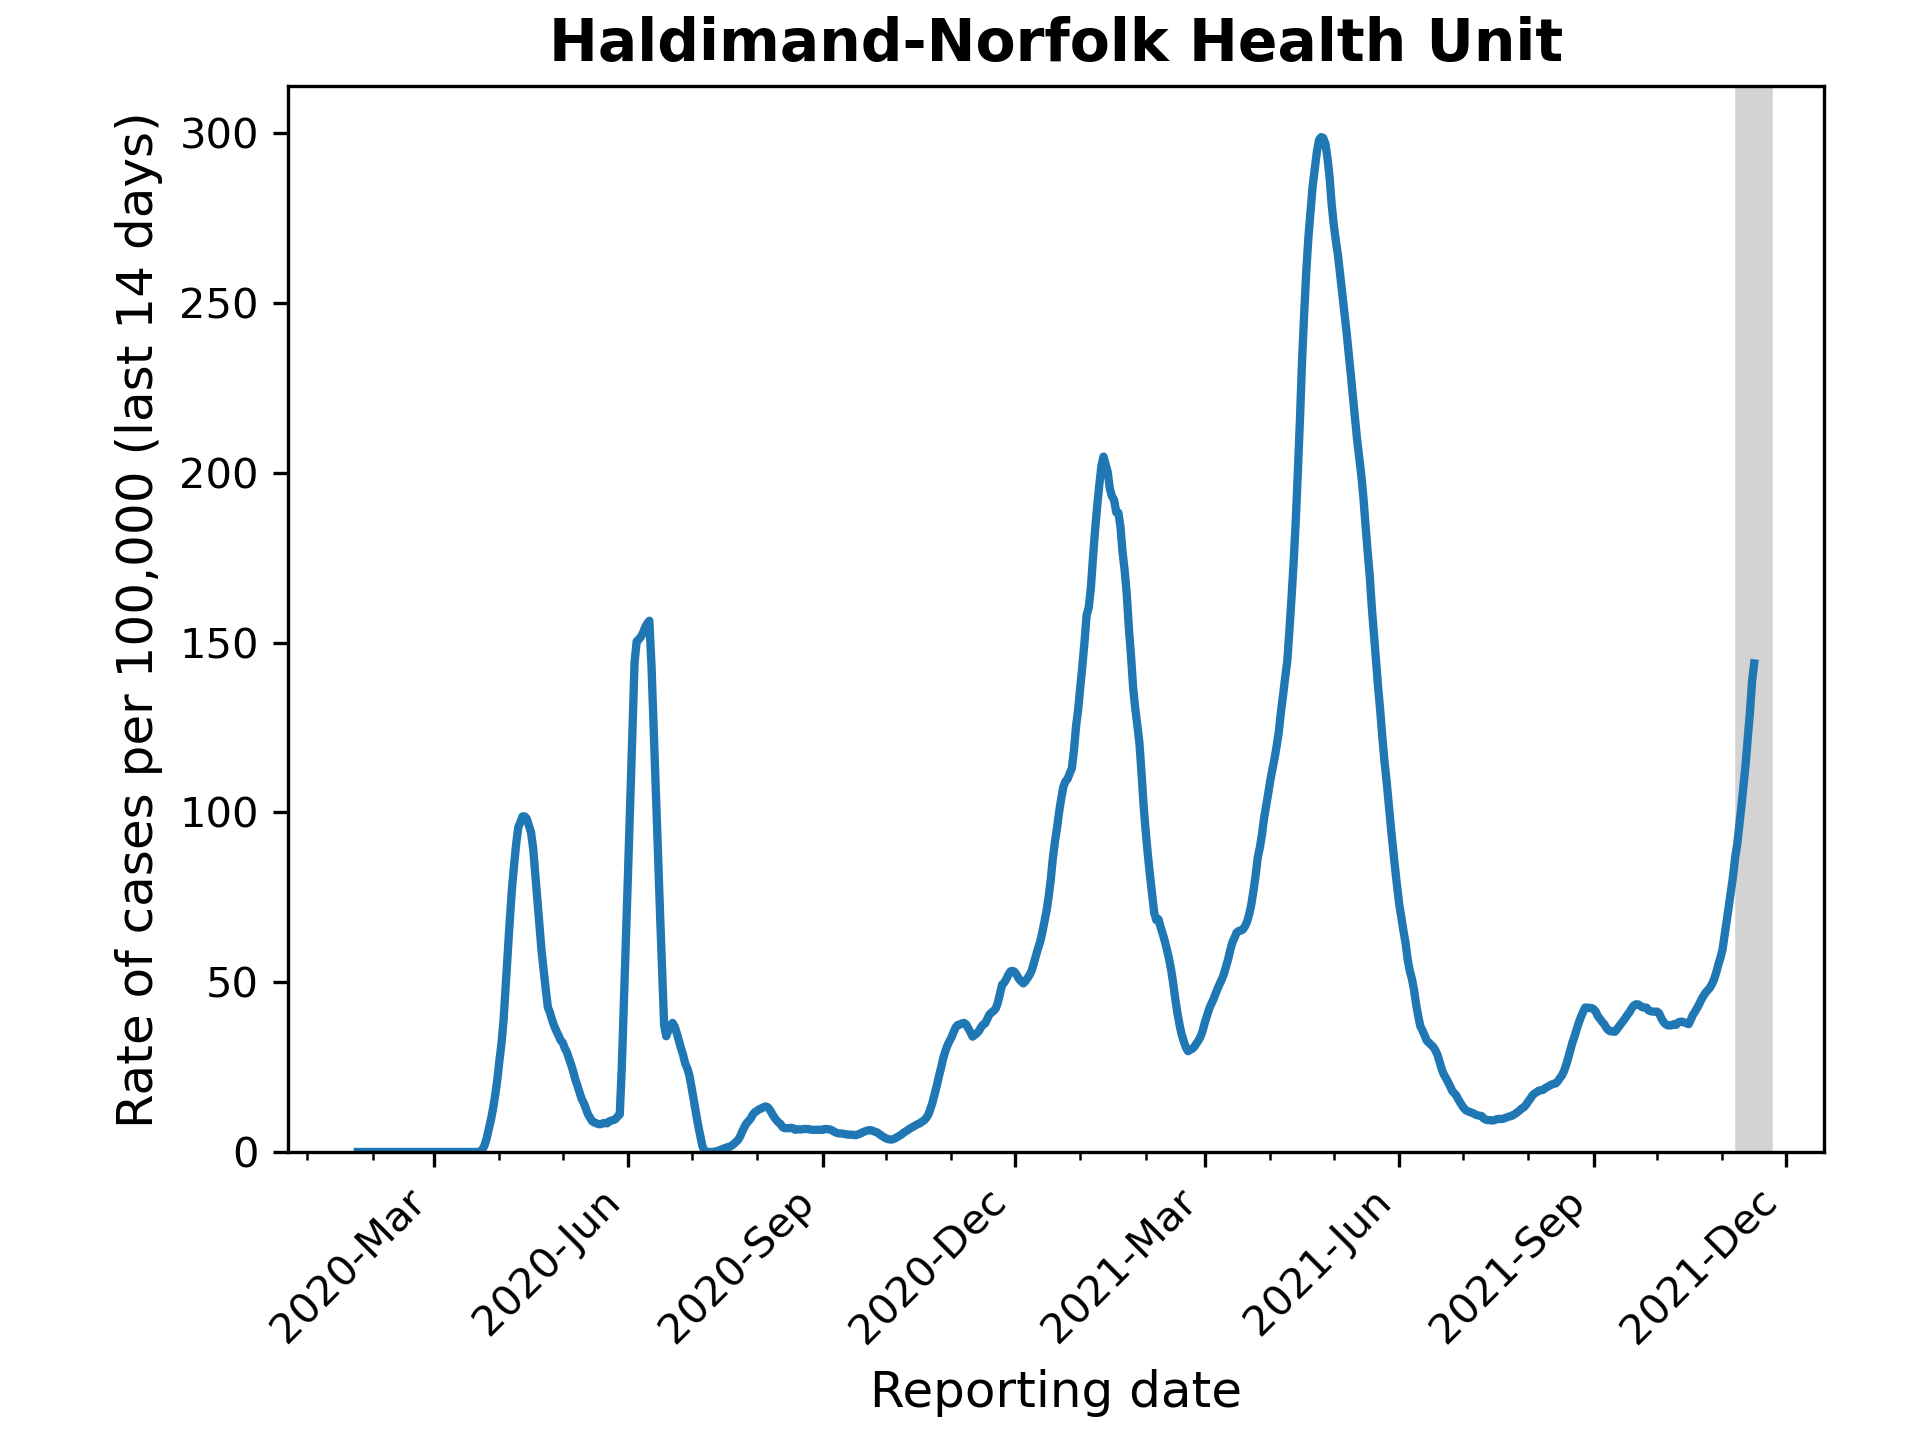 Haldimand-Norfolk Health Unit
Rate of cases per 100,000 (last 14 days)
300
250
200
150
100
50
0
2020-Mar
2020-Jun
2020-Sep
2020-Dec
2021-Mar
2021-Jun
2021-Sep
2021-Dec
Reporting date